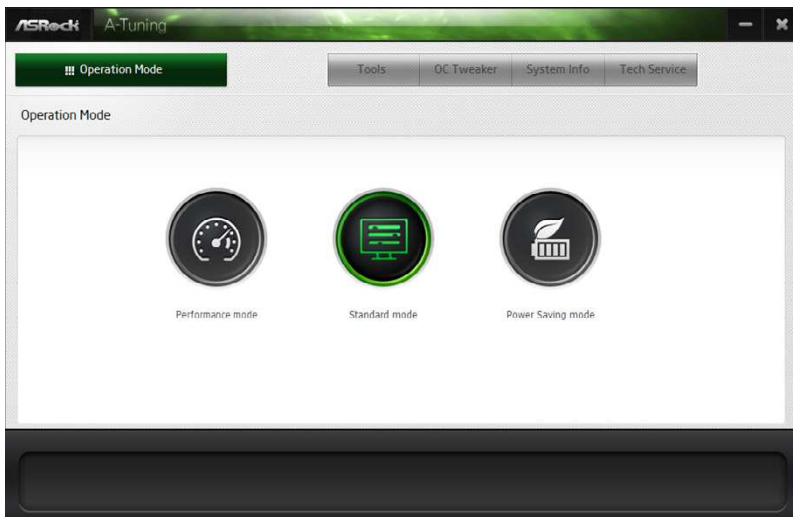 ASRock A-Tuning
Operation Mode Tools OC Tweaker System Info Tech Service
Operation Mode
Performance mode Standard mode Power Saving mode